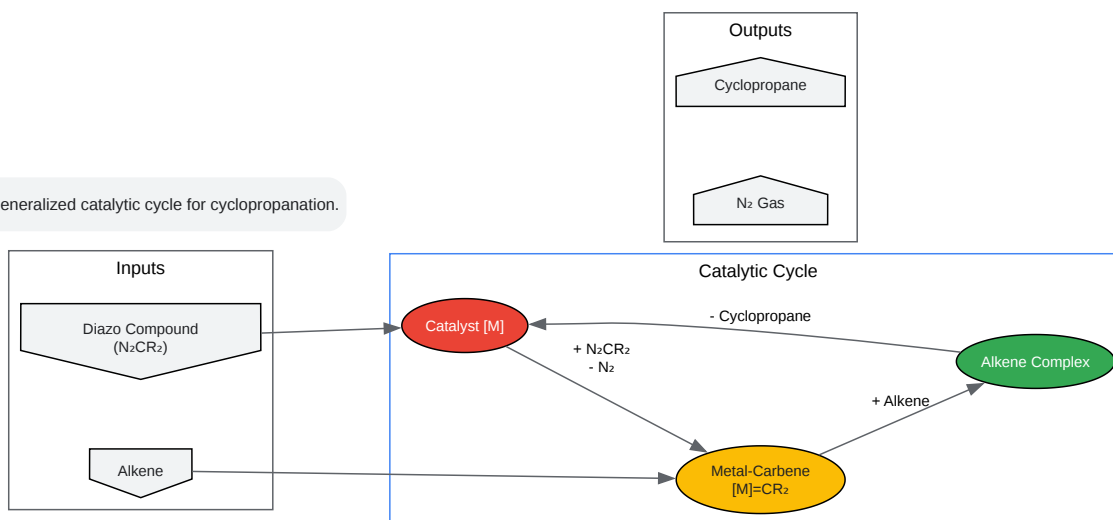 Outputs
Cyclopropane
N₂ Gas
eneralized catalytic cycle for cyclopropanation.
Inputs
Diazo Compound
(N₂CR₂)
Alkene
Catalytic Cycle
Catalyst [M]
- Cyclopropane
+ N₂CR₂
- N₂
Alkene Complex
+ Alkene
Metal-Carbene
[M]=CR₂